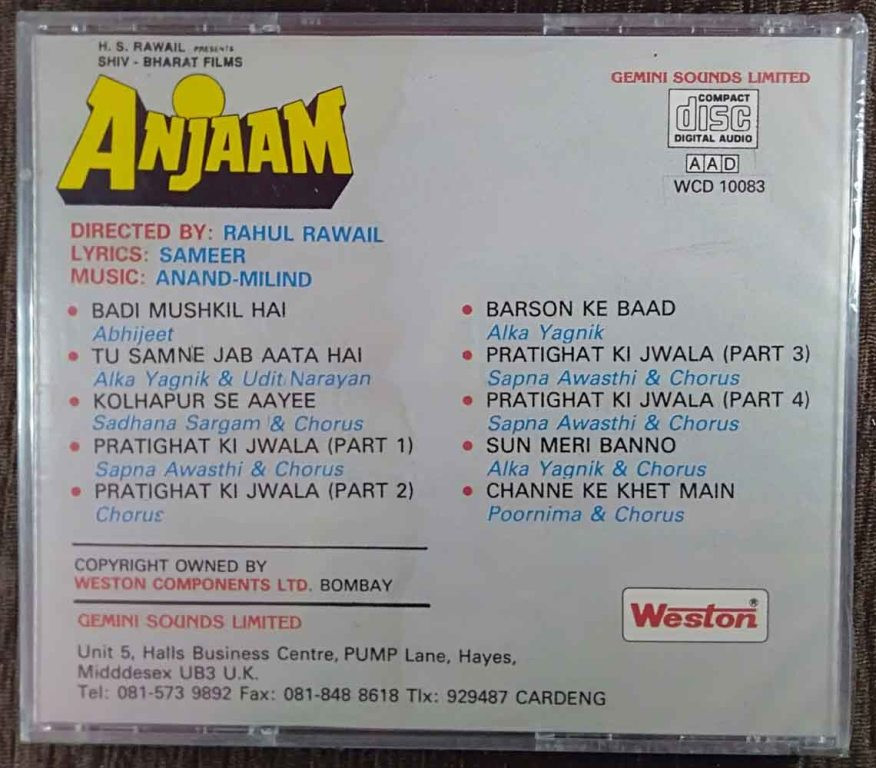 H. S. RAWAIL PRESENTS
SHIV - BHARAT FILMS
ANJAAM
GEMINI SOUNDS LIMITED
COMPACT
disc
DIGITAL AUDIO
AAD
WCD 10083
DIRECTED BY: RAHUL RAWAIL
LYRICS: SAMEER
MUSIC: ANAND-MILIND
• BADI MUSHKIL HAI
Abhijeet
• TU SAMNE JAB AATA HAI
Alka Yagnik & Udit Narayan
• KOLHAPUR SE AAYEE
Sadhana Sargam & Chorus
• PRATIGHAT KI JWALA (PART 1)
Sapna Awasthi & Chorus
• PRATIGHAT KI JWALA (PART 2)
Chorus
• BARSON KE BAAD
Alka Yagnik
• PRATIGHAT KI JWALA (PART 3)
Sapna Awasthi & Chorus
• PRATIGHAT KI JWALA (PART 4)
Sapna Awasthi & Chorus
• SUN MERI BANNO
Alka Yagnik & Chorus
• CHANNE KE KHET MAIN
Poornima & Chorus
COPYRIGHT OWNED BY
WESTON COMPONENTS LTD. BOMBAY
GEMINI SOUNDS LIMITED
Unit 5, Halls Business Centre, PUMP Lane, Hayes,
Midddesex UB3 U.K.
Tel: 081-573 9892 Fax: 081-848 8618 Tlx: 929487 CARDENG
Weston®